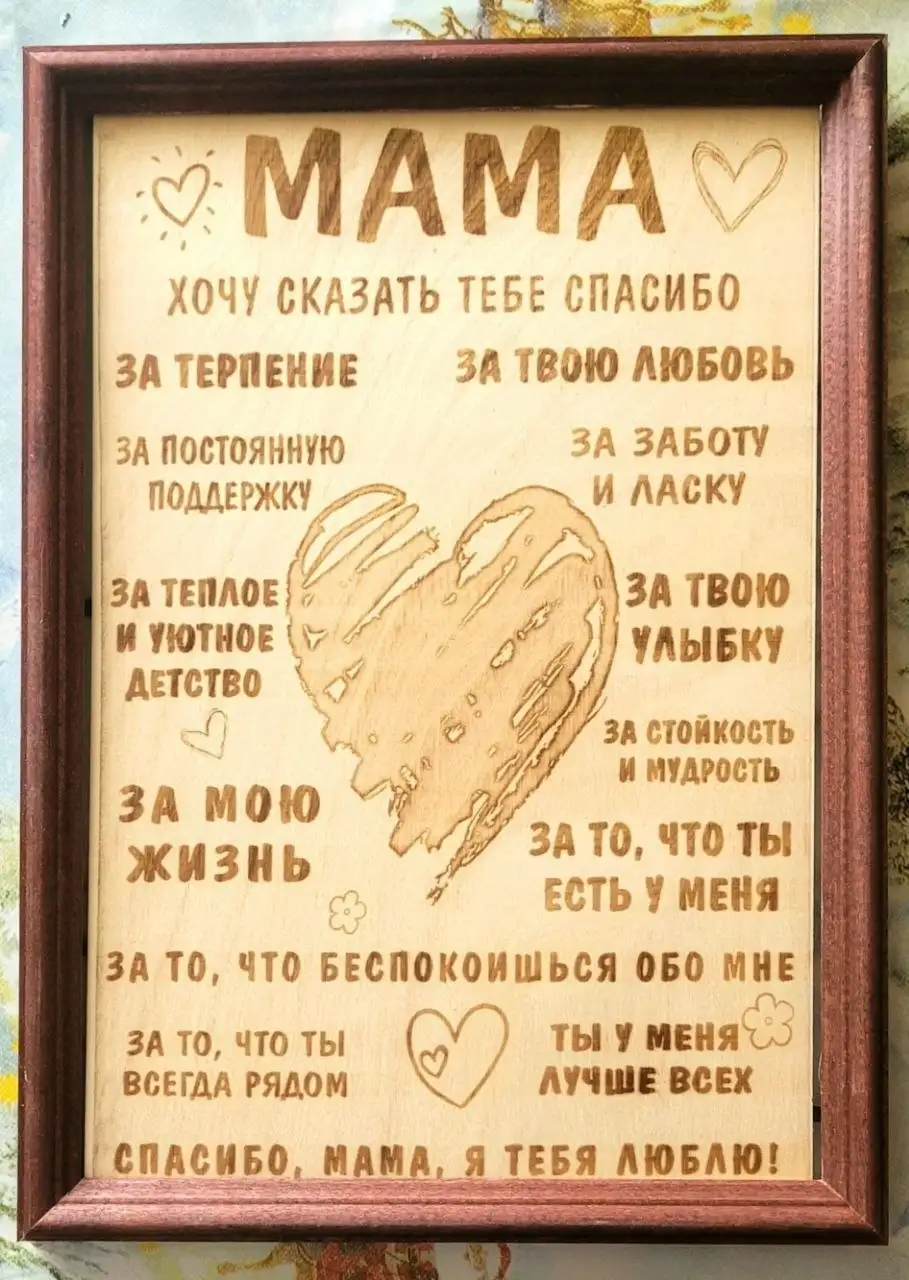 МАМА
ХОЧУ СКАЗАТЬ ТЕБЕ СПАСИБО
ЗА ТЕРПЕНИЕ
ЗА ТВОЮ ЛЮБОВЬ
ЗА ПОСТОЯННУЮ
ПОДДЕРЖКУ
ЗА ЗАБОТУ
И ЛАСКУ
ЗА ТЕПЛОЕ
И УЮТНОЕ
ДЕТСТВО
ЗА ТВОЮ
УЛЫБКУ
ЗА СТОЙКОСТЬ
И МУДРОСТЬ
ЗА МОЮ
ЖИЗНЬ
ЗА ТО, ЧТО ТЫ
ЕСТЬ У МЕНЯ
ЗА ТО, ЧТО БЕСПОКОИШЬСЯ ОБО МНЕ
ЗА ТО, ЧТО ТЫ
ВСЕГДА РЯДОМ
ТЫ У МЕНЯ
ЛУЧШЕ ВСЕХ
СПАСИБО, МАМА, Я ТЕБЯ ЛЮБЛЮ!